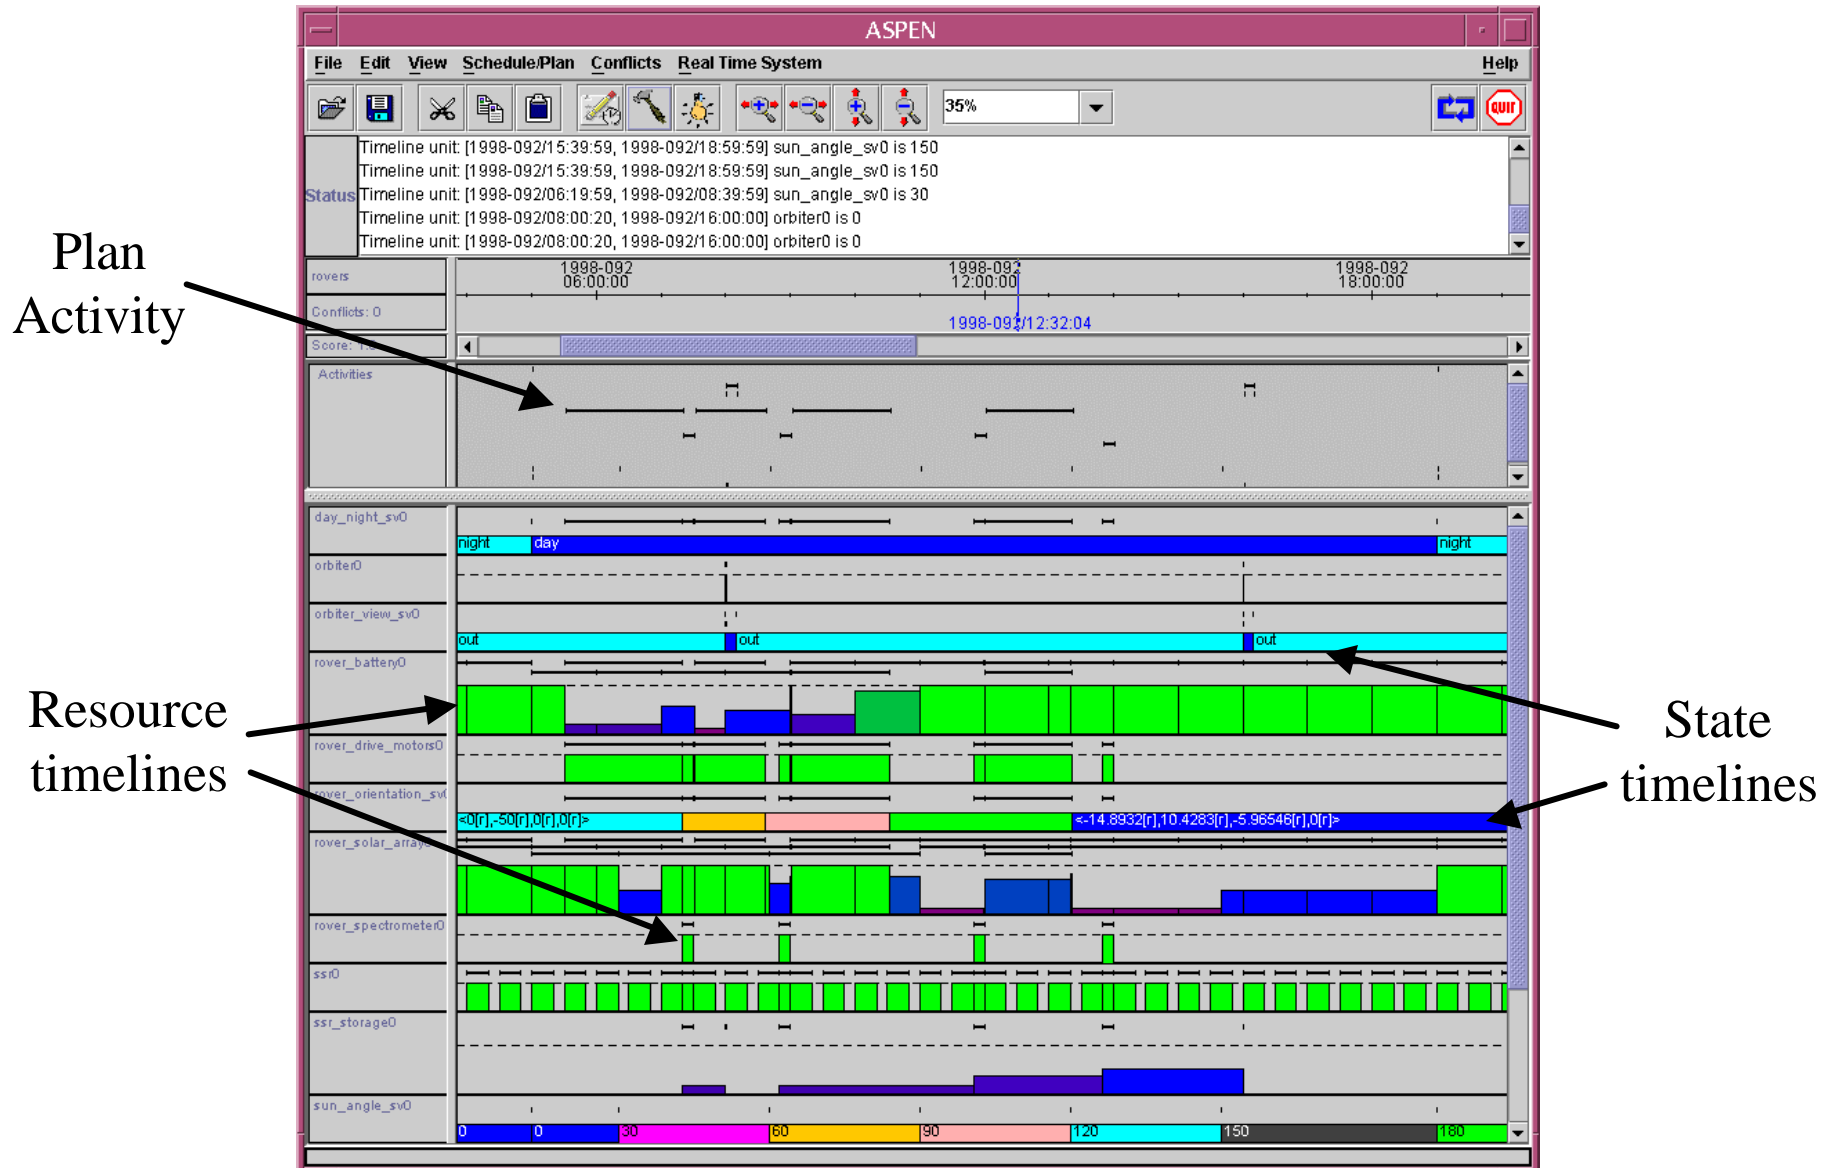 ASPEN
File Edit View Schedule/Plan Conflicts Real Time System Help
35%
QUIT
Status
Timeline unit: [1998-092/15:39:59, 1998-092/18:59:59] sun_angle_sv0 is 150
Timeline unit: [1998-092/15:39:59, 1998-092/18:59:59] sun_angle_sv0 is 150
Timeline unit: [1998-092/06:19:59, 1998-092/08:39:59] sun_angle_sv0 is 30
Timeline unit: [1998-092/08:00:20, 1998-092/16:00:00] orbiter0 is 0
Timeline unit: [1998-092/08:00:20, 1998-092/16:00:00] orbiter0 is 0
Plan
Activity
rovers
1998-092 1998-092 1998-092
06:00:00 12:00:00 18:00:00
Conflicts: 0
1998-092/12:32:04
Score:
Activities
day_night_sv0
night day night
orbiter0
orbiter_view_sv0
out out out
rover_battery0
Resource
timelines
State
timelines
rover_drive_motors0
rover_orientation_sv
<0[r],-50[r],0[r],0[r]> <-14.8932[r],10.4283[r],-5.96546[r],0[r]>
rover_solar_array
rover_spectrometer0
ssr0
ssr_storage0
sun_angle_sv0
0 0 30 60 90 120 150 180